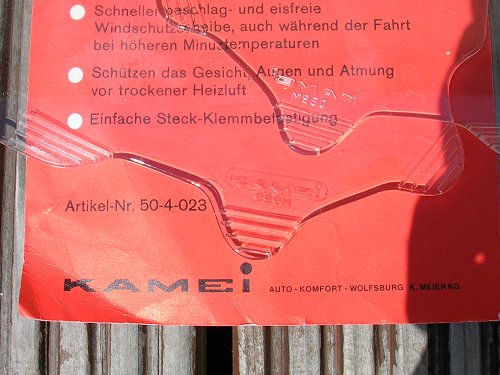 Schneller beschlag- und eisfreie
Windschutzscheibe, auch während der Fahrt
bei höheren Minustemperaturen
Schützen das Gesicht, Augen und Atmung
vor trockener Heizluft
Einfache Steck-Klemmbefestigung
Artikel-Nr. 50-4-023
KAMEI
KAMEi AUTO - KOMFORT - WOLFSBURG K. MEIER KG